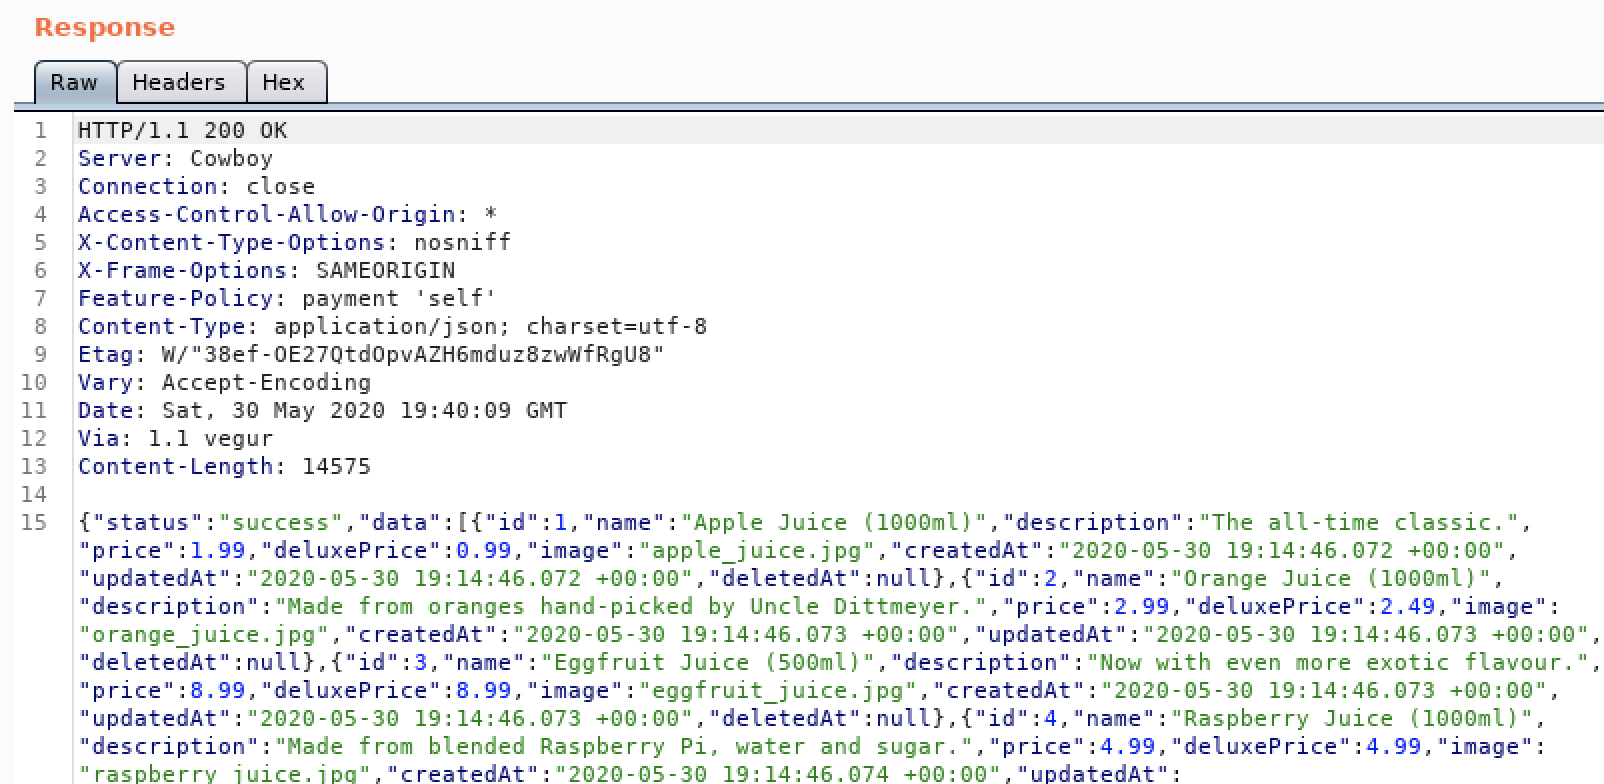 Response
Raw Headers Hex
1 HTTP/1.1 200 OK
2 Server: Cowboy
3 Connection: close
4 Access-Control-Allow-Origin: *
5 X-Content-Type-Options: nosniff
6 X-Frame-Options: SAMEORIGIN
7 Feature-Policy: payment 'self'
8 Content-Type: application/json; charset=utf-8
9 Etag: W/"38ef-OE27QtdOpvAZH6mduz8zwWfRgU8"
10 Vary: Accept-Encoding
11 Date: Sat, 30 May 2020 19:40:09 GMT
12 Via: 1.1 vegur
13 Content-Length: 14575
14
15 {"status":"success","data":[{"id":1,"name":"Apple Juice (1000ml)","description":"The all-time classic.",
"price":1.99,"deluxePrice":0.99,"image":"apple_juice.jpg","createdAt":"2020-05-30 19:14:46.072 +00:00",
"updatedAt":"2020-05-30 19:14:46.072 +00:00","deletedAt":null},{"id":2,"name":"Orange Juice (1000ml)",
"description":"Made from oranges hand-picked by Uncle Dittmeyer.","price":2.99,"deluxePrice":2.49,"image":
"orange_juice.jpg","createdAt":"2020-05-30 19:14:46.073 +00:00","updatedAt":"2020-05-30 19:14:46.073 +00:00",
"deletedAt":null},{"id":3,"name":"Eggfruit Juice (500ml)","description":"Now with even more exotic flavour.",
"price":8.99,"deluxePrice":8.99,"image":"eggfruit_juice.jpg","createdAt":"2020-05-30 19:14:46.073 +00:00",
"updatedAt":"2020-05-30 19:14:46.073 +00:00","deletedAt":null},{"id":4,"name":"Raspberry Juice (1000ml)",
"description":"Made from blended Raspberry Pi, water and sugar.","price":4.99,"deluxePrice":4.99,"image":
"raspberry_juice.jpg","createdAt":"2020-05-30 19:14:46.074 +00:00","updatedAt":